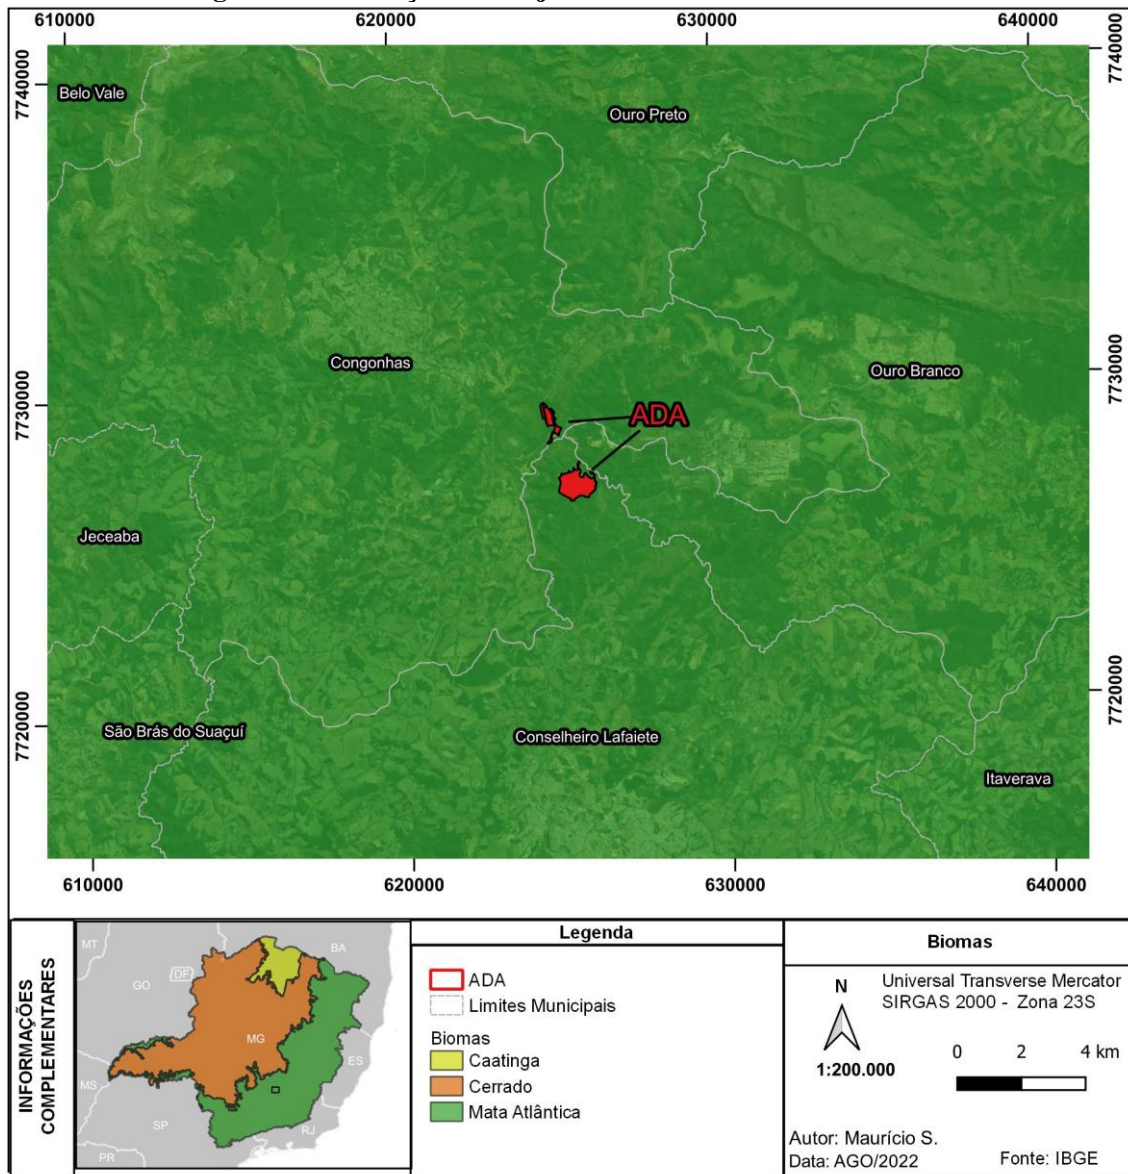 610000
620000
630000
640000
7740000
7740000
Belo Vale
Ouro Preto
Congonhas
Ouro Branco
7730000
7730000
ADA
Jeceaba
7720000
7720000
São Brás do Suaçuí
Conselheiro Lafaiete
Itaverava
610000
620000
630000
640000
INFORMAÇÕES
COMPLEMENTARES
MT
BA
DF
GO
MG
ES
MS
SP
RJ
PR
Legenda
ADA
Limites Municipais
Biomas
Caatinga
Cerrado
Mata Atlântica
Biomas
N
Universal Transverse Mercator
SIRGAS 2000 - Zona 23S
1:200.000
0 2 4 km
Autor: Maurício S.
Data: AGO/2022
Fonte: IBGE